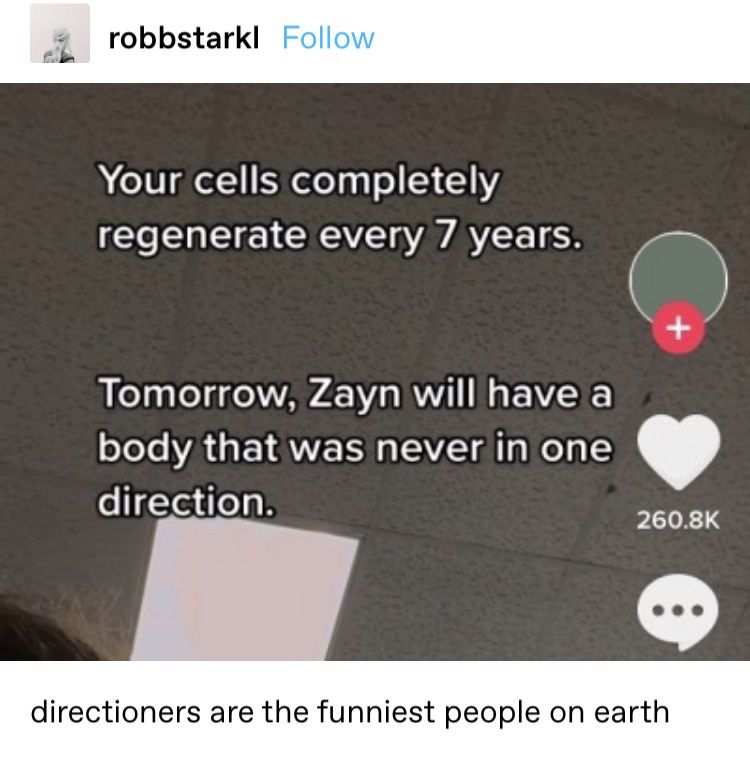 robbstarkl Follow
Your cells completely
regenerate every 7 years.
Tomorrow, Zayn will have a
body that was never in one
direction.
260.8K
directioners are the funniest people on earth